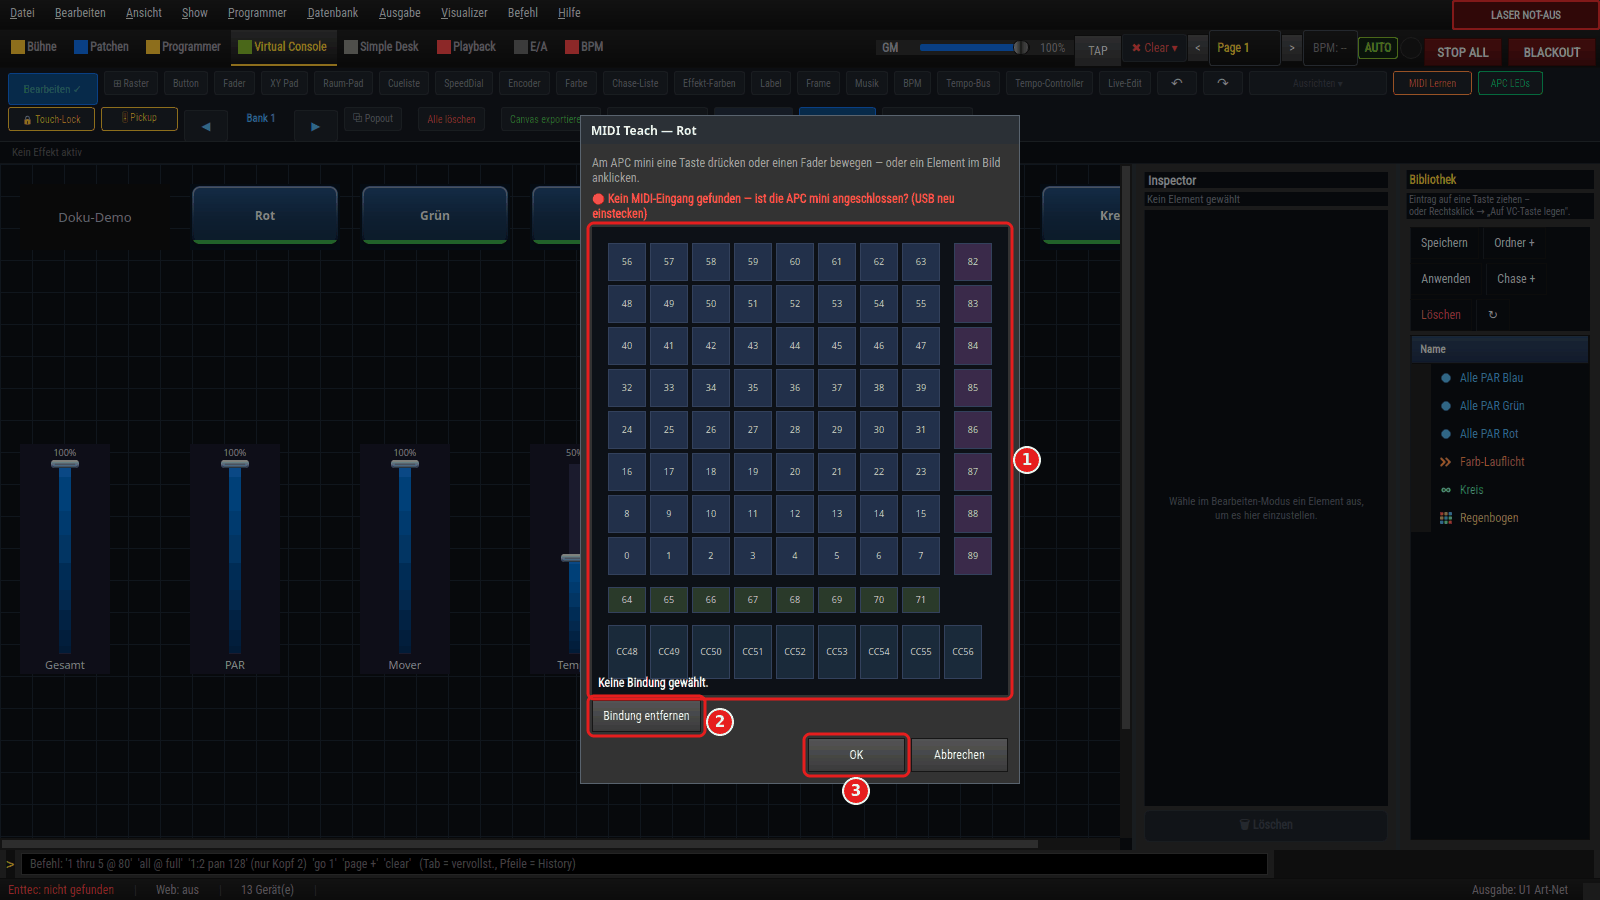 Datei Bearbeiten Ansicht Show Programmer Datenbank Ausgabe Visualizer Befehl Hilfe
LASER NOT-AUS
Bühne Patchen Programmer Virtual Console Simple Desk Playback E/A BPM GM 100% TAP ✖ Clear ▾ < Page 1 > BPM: -- AUTO STOP ALL BLACKOUT
Bearbeiten ✓ ⊞ Raster Button Fader XY Pad Raum-Pad Cueliste SpeedDial Encoder Farbe Chase-Liste Effekt-Farben Label Frame Musik BPM Tempo-Bus Tempo-Controller Live-Edit ↶ ↷ Ausrichten ▾ MIDI Lernen APC LEDs
Touch-Lock Pickup ◀ Bank 1 ▶ Popout Alle löschen
Kein Effekt aktiv
MIDI Teach — Rot
Am APC mini eine Taste drücken oder einen Fader bewegen — oder ein Element im Bild
anklicken.
Kein MIDI-Eingang gefunden — ist die APC mini angeschlossen? (USB neu
einstecken)
Doku-Demo Rot Grün
56 57 58 59 60 61 62 63 82
48 49 50 51 52 53 54 55 83
40 41 42 43 44 45 46 47 84
32 33 34 35 36 37 38 39 85
24 25 26 27 28 29 30 31 86
16 17 18 19 20 21 22 23 87
8 9 10 11 12 13 14 15 88
0 1 2 3 4 5 6 7 89
64 65 66 67 68 69 70 71
CC48 CC49 CC50 CC51 CC52 CC53 CC54 CC55 CC56
Keine Bindung gewählt.
1
Bindung entfernen 2
OK Abbrechen
3
100% 100% 100%
Gesamt PAR Mover
Inspector
Kein Element gewählt
Wähle im Bearbeiten-Modus ein Element aus,
um es hier einzustellen.
Löschen
Bibliothek
Eintrag auf eine Taste ziehen –
oder Rechtsklick → „Auf VC-Taste legen“.
Speichern Ordner +
Anwenden Chase +
Löschen ↻
Name
Alle PAR Blau
Alle PAR Grün
Alle PAR Rot
Farb-Lauflicht
Kreis
Regenbogen
> Befehl: '1 thru 5 @ 80' 'all @ full' '1:2 pan 128' (nur Kopf 2) 'go 1' 'page +' 'clear' (Tab = vervollst., Pfeile = History)
Enttec: nicht gefunden Web: aus 13 Gerät(e) Ausgabe: U1 Art-Net